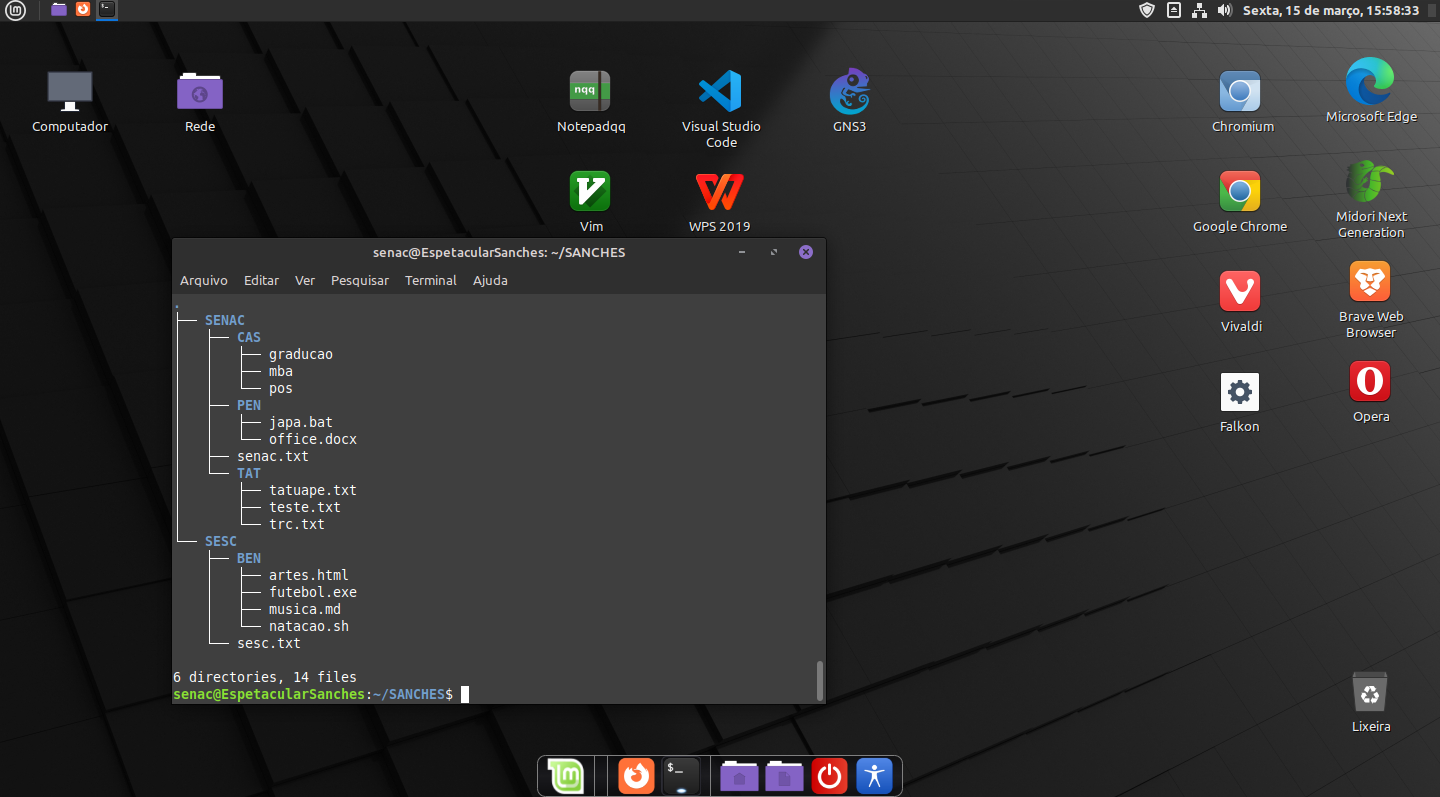 Sexta, 15 de março, 15:58:33
Computador
Rede
nqq
Notepadqq
Visual Studio
Code
GNS3
Chromium
Microsoft Edge
Vim
WPS 2019
Google Chrome
Midori Next
Generation
Vivaldi
Brave Web
Browser
Falkon
Opera
Lixeira
senac@EspetacularSanches: ~/SANCHES
Arquivo Editar Ver Pesquisar Terminal Ajuda
.
├── SENAC
│   ├── CAS
│   │   ├── graducao
│   │   ├── mba
│   │   └── pos
│   ├── PEN
│   │   ├── japa.bat
│   │   └── office.docx
│   ├── senac.txt
│   └── TAT
│       ├── tatuape.txt
│       ├── teste.txt
│       └── trc.txt
└── SESC
    ├── BEN
    │   ├── artes.html
    │   ├── futebol.exe
    │   ├── musica.md
    │   └── natacao.sh
    └── sesc.txt
6 directories, 14 files
senac@EspetacularSanches:~/SANCHES$
$_